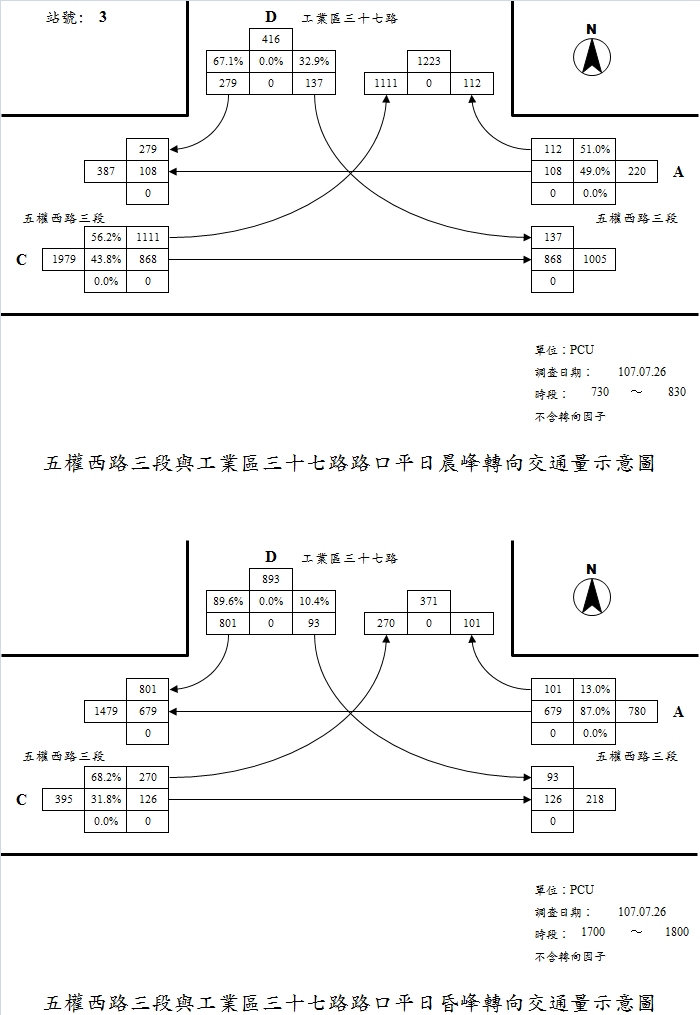 站號： 3
D 工業區三十七路
N
416
67.1% 0.0% 32.9%
279 0 137
1223
1111 0 112
279
387 108
0
112 51.0%
108 49.0% 220
0 0.0%
A
五權西路三段
五權西路三段
C
56.2% 1111
1979 43.8% 868
0.0% 0
137
868 1005
0
單位：PCU
調查日期： 107.07.26
時段： 730 ～ 830
不含轉向因子
五權西路三段與工業區三十七路路口平日晨峰轉向交通量示意圖
D 工業區三十七路
N
893
89.6% 0.0% 10.4%
801 0 93
371
270 0 101
801
1479 679
0
101 13.0%
679 87.0% 780
0 0.0%
A
五權西路三段
五權西路三段
C
68.2% 270
395 31.8% 126
0.0% 0
93
126 218
0
單位：PCU
調查日期： 107.07.26
時段： 1700 ～ 1800
不含轉向因子
五權西路三段與工業區三十七路路口平日昏峰轉向交通量示意圖